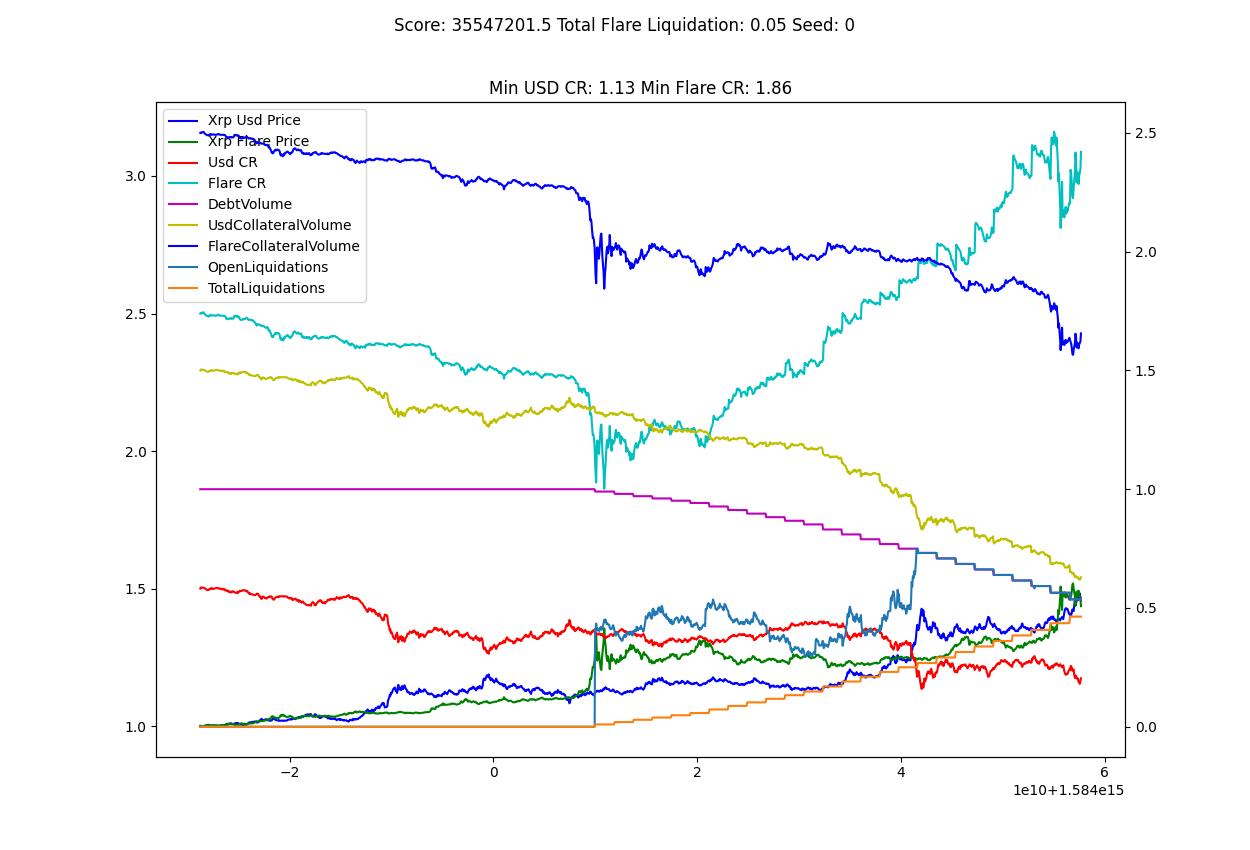 Score: 35547201.5 Total Flare Liquidation: 0.05 Seed: 0
Min USD CR: 1.13 Min Flare CR: 1.86
Xrp Usd Price
Xrp Flare Price
Usd CR
Flare CR
DebtVolume
UsdCollateralVolume
FlareCollateralVolume
OpenLiquidations
TotalLiquidations
3.0
2.5
2.0
1.5
1.0
2.5
2.0
1.5
1.0
0.5
0.0
−2 0 2 4 6
1e10+1.584e15